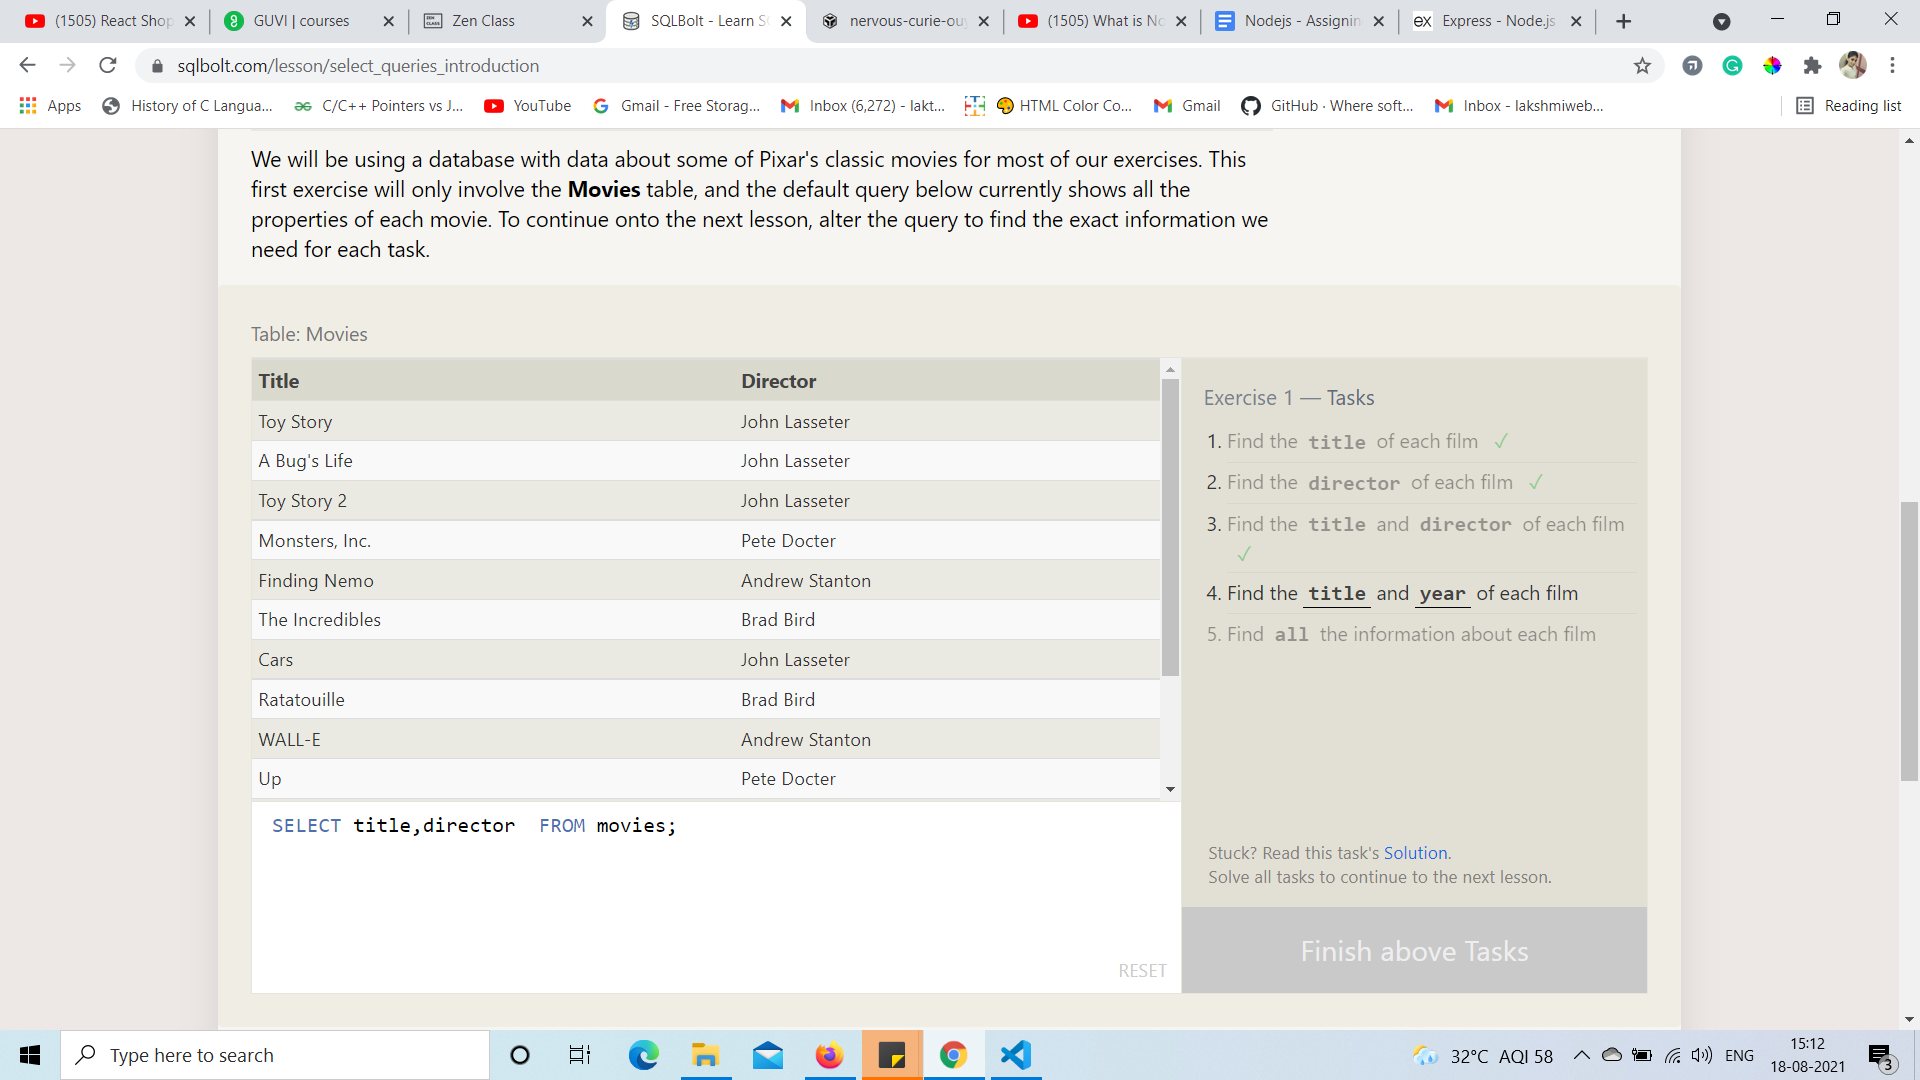 (1505) React Shop
GUVI | courses
Zen Class
SQLBolt - Learn S
nervous-curie-ou
(1505) What is No
Nodejs - Assignin
EX Express - Node.js
sqlbolt.com/lesson/select_queries_introduction
Apps
History of C Langua...
C/C++ Pointers vs J...
YouTube
Gmail - Free Storag...
Inbox (6,272) - lakt...
HTML Color Co...
Gmail
GitHub · Where soft...
Inbox - lakshmiweb...
Reading list
We will be using a database with data about some of Pixar's classic movies for most of our exercises. This
first exercise will only involve the Movies table, and the default query below currently shows all the
properties of each movie. To continue onto the next lesson, alter the query to find the exact information we
need for each task.
Table: Movies
Title Director
Toy Story John Lasseter
A Bug's Life John Lasseter
Toy Story 2 John Lasseter
Monsters, Inc. Pete Docter
Finding Nemo Andrew Stanton
The Incredibles Brad Bird
Cars John Lasseter
Ratatouille Brad Bird
WALL-E Andrew Stanton
Up Pete Docter
SELECT title,director  FROM movies;
RESET
Exercise 1 — Tasks
1. Find the title of each film ✓
2. Find the director of each film ✓
3. Find the title and director of each film
✓
4. Find the title and year of each film
5. Find all the information about each film
Stuck? Read this task's Solution.
Solve all tasks to continue to the next lesson.
Finish above Tasks
Type here to search
32°C AQI 58
ENG
15:12
18-08-2021
3